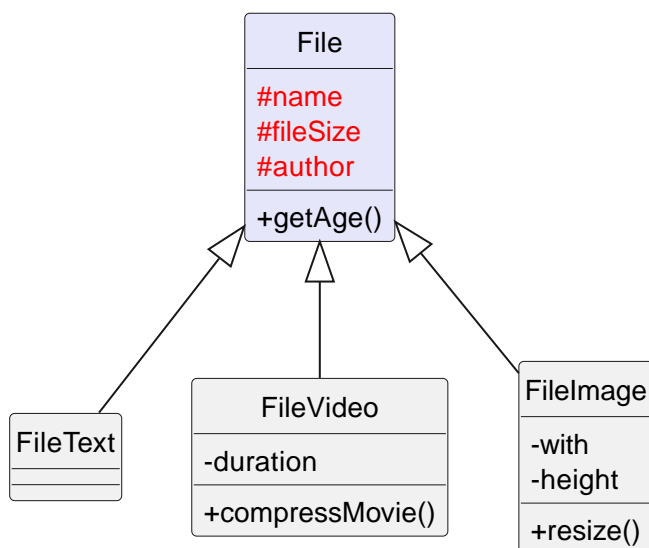 File
#name
#fileSize
#author
+getAge()
FileText
FileVideo
-duration
+compressMovie()
FileImage
-with
-height
+resize()